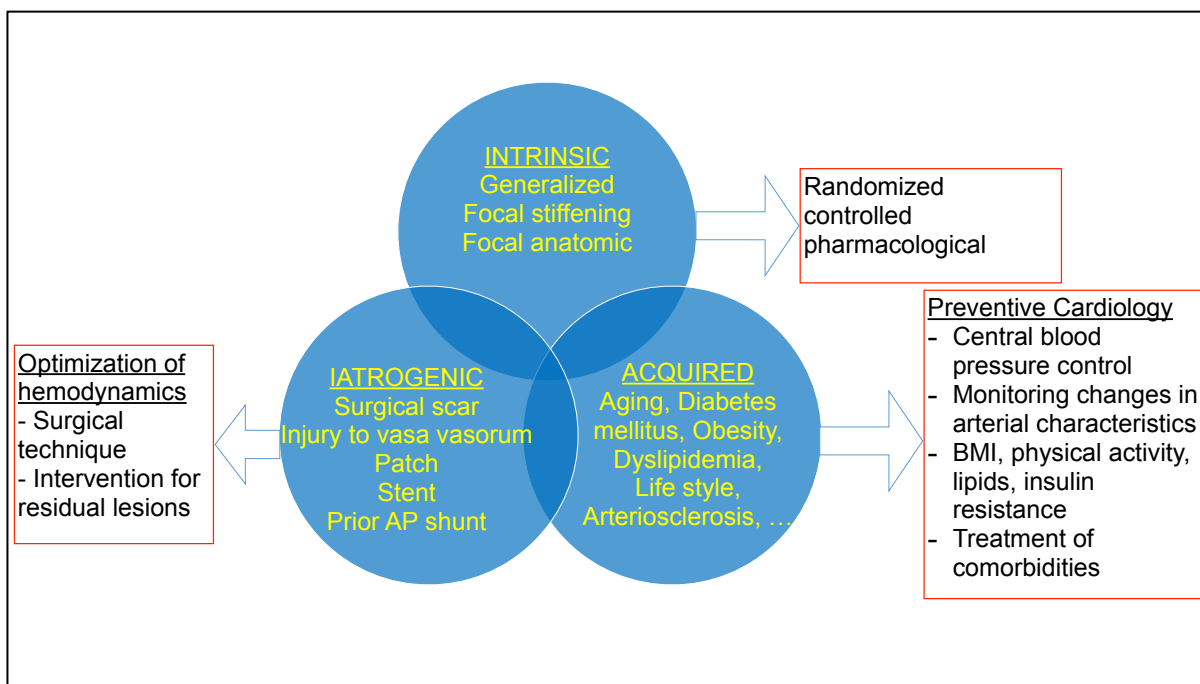 INTRINSIC
Generalized
Focal stiffening
Focal anatomic
Randomized
controlled
pharmacological
Optimization of
hemodynamics
- Surgical
technique
- Intervention for
residual lesions
IATROGENIC
Surgical scar
Injury to vasa vasorum
Patch
Stent
Prior AP shunt
ACQUIRED
Aging, Diabetes
mellitus, Obesity,
Dyslipidemia,
Life style,
Arteriosclerosis, …
Preventive Cardiology
- Central blood
pressure control
- Monitoring changes in
arterial characteristics
- BMI, physical activity,
lipids, insulin
resistance
- Treatment of
comorbidities